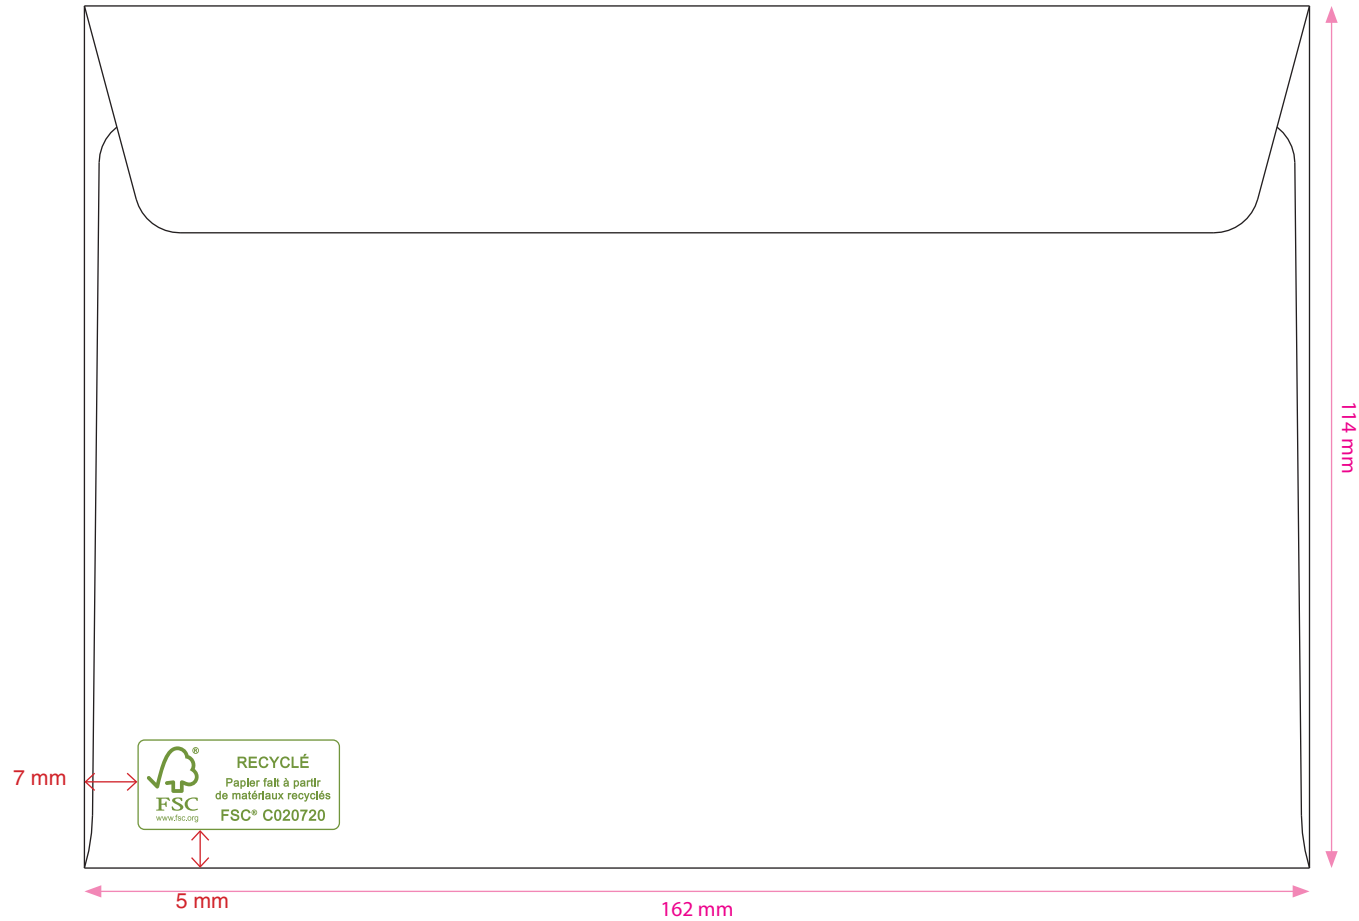 114 mm
7 mm
®
FSC
www.fsc.org
RECYCLÉ
Papier fait à partir
de matériaux recyclés
FSC® C020720
5 mm
162 mm